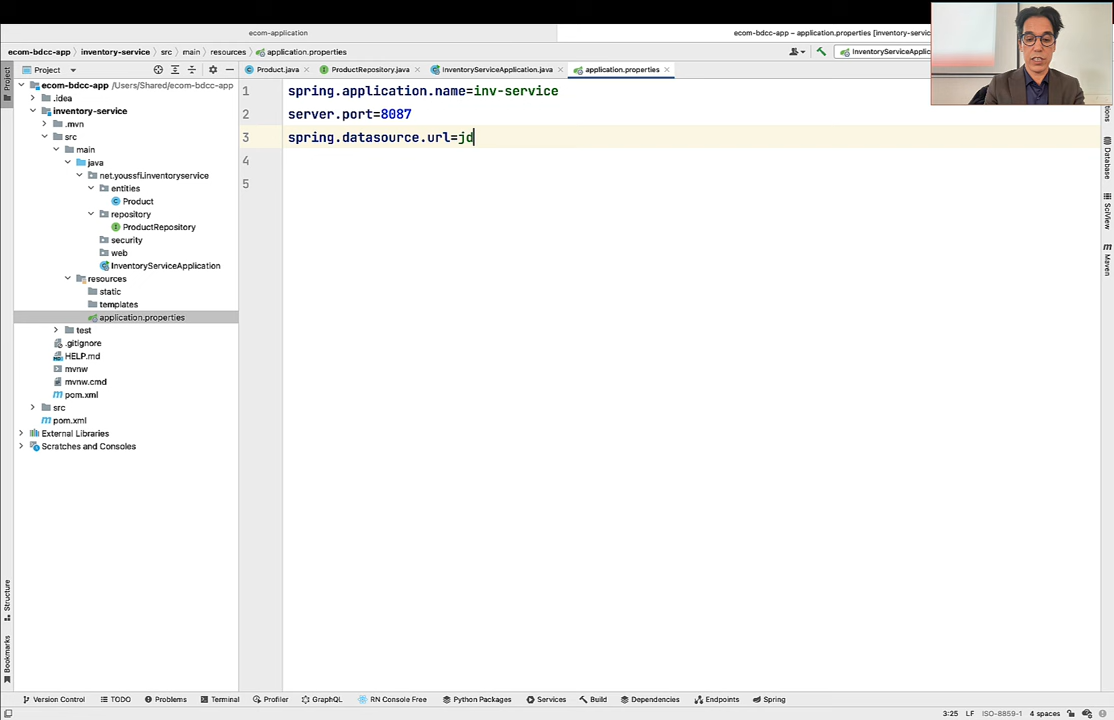 ecom-application
ecom-bdcc-app – application.properties [inventory-servic
ecom-bdcc-app inventory-service src main resources application.properties
InventoryServiceApplic
Project
Product.java ProductRepository.java InventoryServiceApplication.java application.properties
Project
ecom-bdcc-app /Users/Shared/ecom-bdcc-app
.idea
inventory-service
.mvn
src
main
java
net.youssfi.inventoryservice
entities
Product
repository
ProductRepository
security
web
InventoryServiceApplication
resources
static
templates
application.properties
test
.gitignore
HELP.md
mvnw
mvnw.cmd
pom.xml
src
pom.xml
External Libraries
Scratches and Consoles
1 spring.application.name=inv-service
2 server.port=8087
3 spring.datasource.url=jd
4
5
Database
SciView
Maven
Structure
Bookmarks
Version Control TODO Problems Terminal Profiler GraphQL RN Console Free Python Packages Services Build Dependencies Endpoints Spring
3:25 LF ISO-8859-1 4 spaces